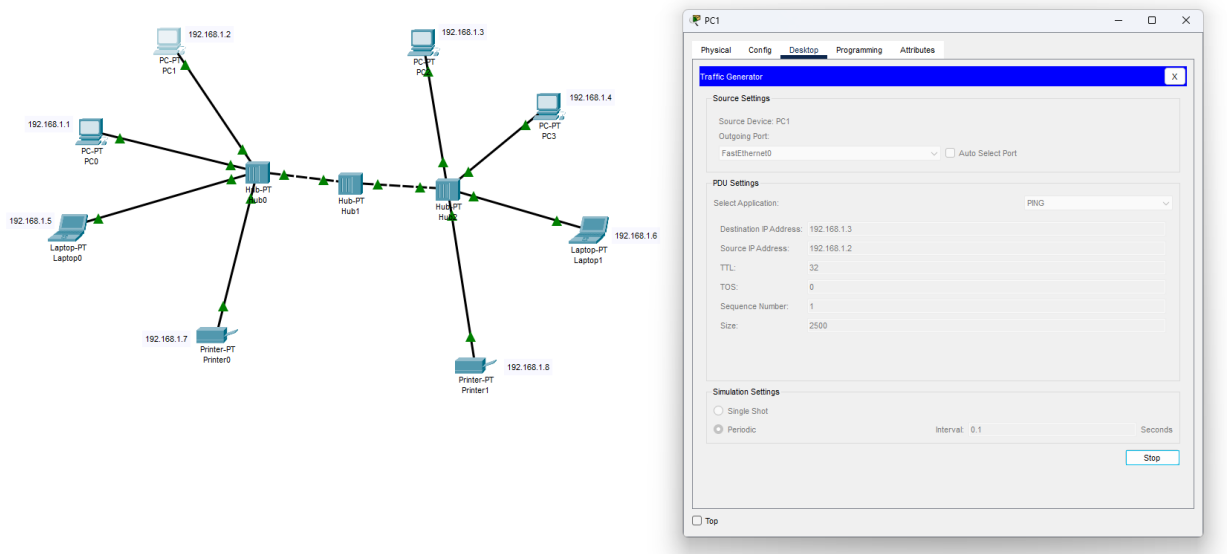 192.168.1.2
PC-PT
PC1
192.168.1.3
PC-PT
192.168.1.4
PC-PT
PC3
192.168.1.1
PC-PT
PC0
Hub-PT
Hub0
Hub-PT
Hub1
Hub-PT
Hub2
192.168.1.5
Laptop-PT
Laptop0
192.168.1.6
Laptop-PT
Laptop1
192.168.1.7
Printer-PT
Printer0
192.168.1.8
Printer-PT
Printer1
PC1
Physical Config Desktop Programming Attributes
Traffic Generator X
Source Settings
Source Device: PC1
Outgoing Port:
FastEthernet0 Auto Select Port
PDU Settings
Select Application: PING
Destination IP Address: 192.168.1.3
Source IP Address: 192.168.1.2
TTL: 32
TOS: 0
Sequence Number: 1
Size: 2500
Simulation Settings
Single Shot
Periodic Interval: 0.1 Seconds
Stop
Top